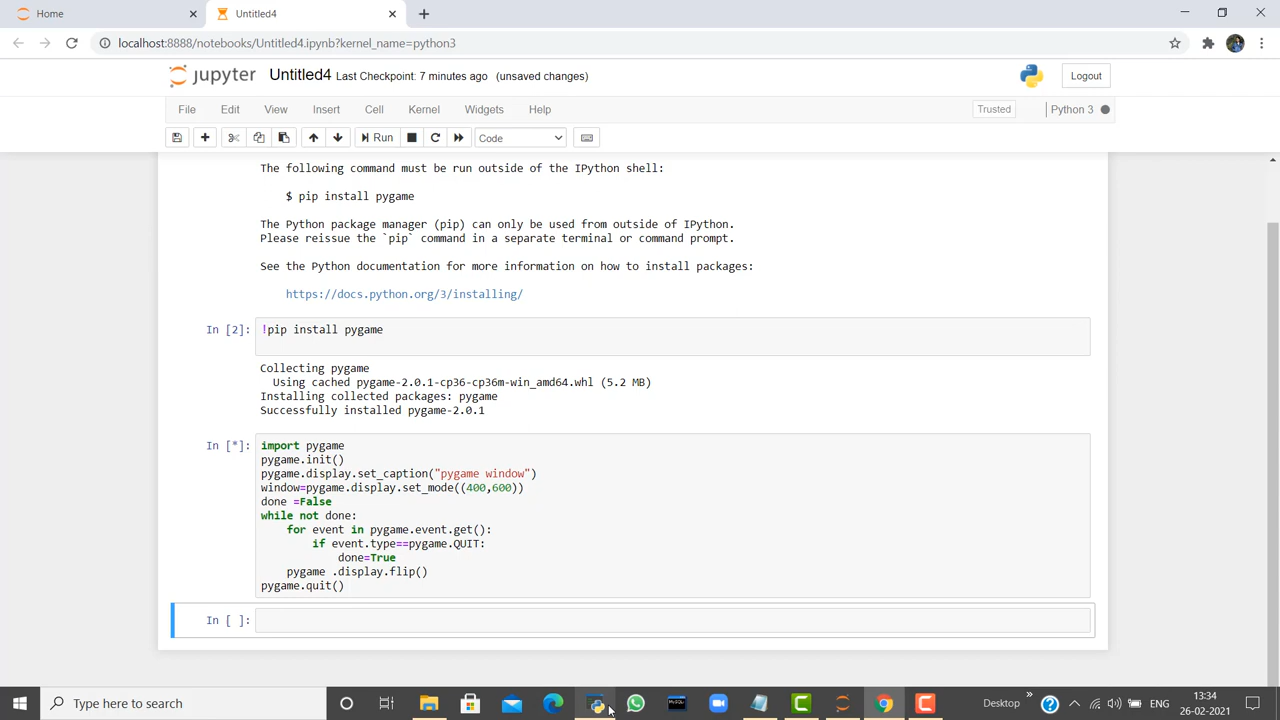 Home
Untitled4
localhost:8888/notebooks/Untitled4.ipynb?kernel_name=python3
jupyter Untitled4 Last Checkpoint: 7 minutes ago (unsaved changes)
Logout
File Edit View Insert Cell Kernel Widgets Help
Trusted
Python 3
Run
Code
The following command must be run outside of the IPython shell:
$ pip install pygame
The Python package manager (pip) can only be used from outside of IPython.
Please reissue the `pip` command in a separate terminal or command prompt.
See the Python documentation for more information on how to install packages:
https://docs.python.org/3/installing/
In [2]: !pip install pygame
Collecting pygame
Using cached pygame-2.0.1-cp36-cp36m-win_amd64.whl (5.2 MB)
Installing collected packages: pygame
Successfully installed pygame-2.0.1
In [*]: import pygame
pygame.init()
pygame.display.set_caption("pygame window")
window=pygame.display.set_mode((400,600))
done =False
while not done:
for event in pygame.event.get():
if event.type==pygame.QUIT:
done=True
pygame .display.flip()
pygame.quit()
In [ ]:
Type here to search
Desktop
ENG
13:34
26-02-2021